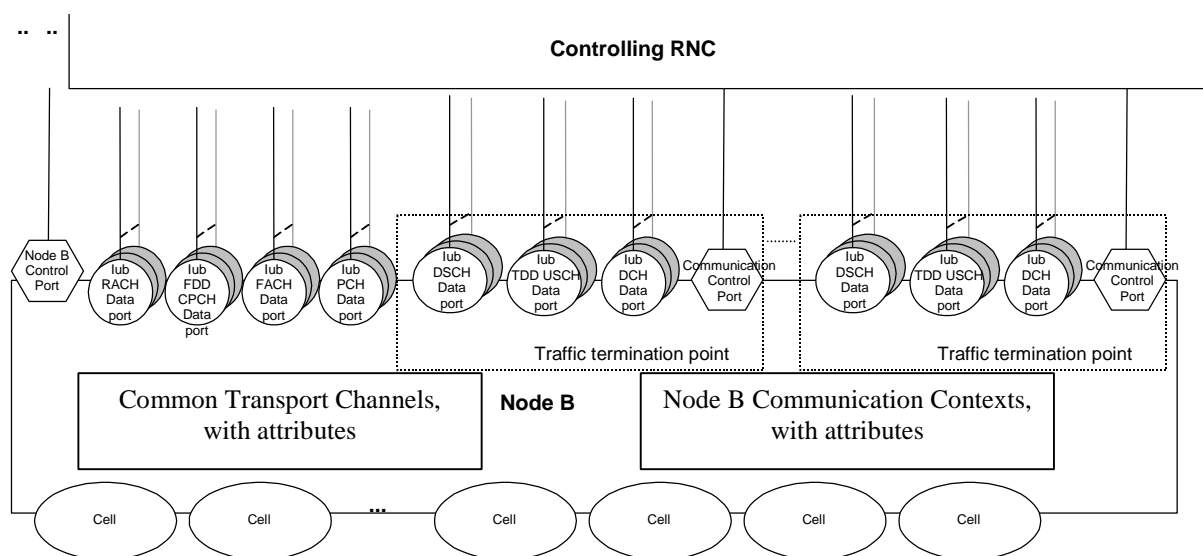 .. ..
Controlling RNC
Node B
Control
Port
Iub
RACH
Data
port
Iub
FDD
CPCH
Data
port
Iub
FACH
Data
port
Iub
PCH
Data
port
Iub
DSCH
Data
port
Iub
TDD USCH
Data
port
Iub
DCH
Data
port
Communication
Control
Port
Iub
DSCH
Data
port
Iub
TDD USCH
Data
port
Iub
DCH
Data
port
Communication
Control
Port
Traffic termination point
Traffic termination point
Common Transport Channels,
with attributes
Node B
Node B Communication Contexts,
with attributes
Cell
Cell
...
Cell
Cell
Cell
Cell